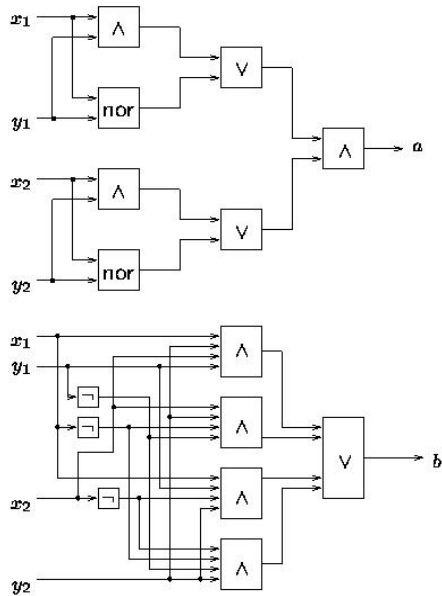 x₁
∧
∨
y₁
nor
∧
a
x₂
∧
∨
y₂
nor
x₁
∧
y₁
¬
∧
¬
∨
b
∧
x₂
¬
∧
y₂